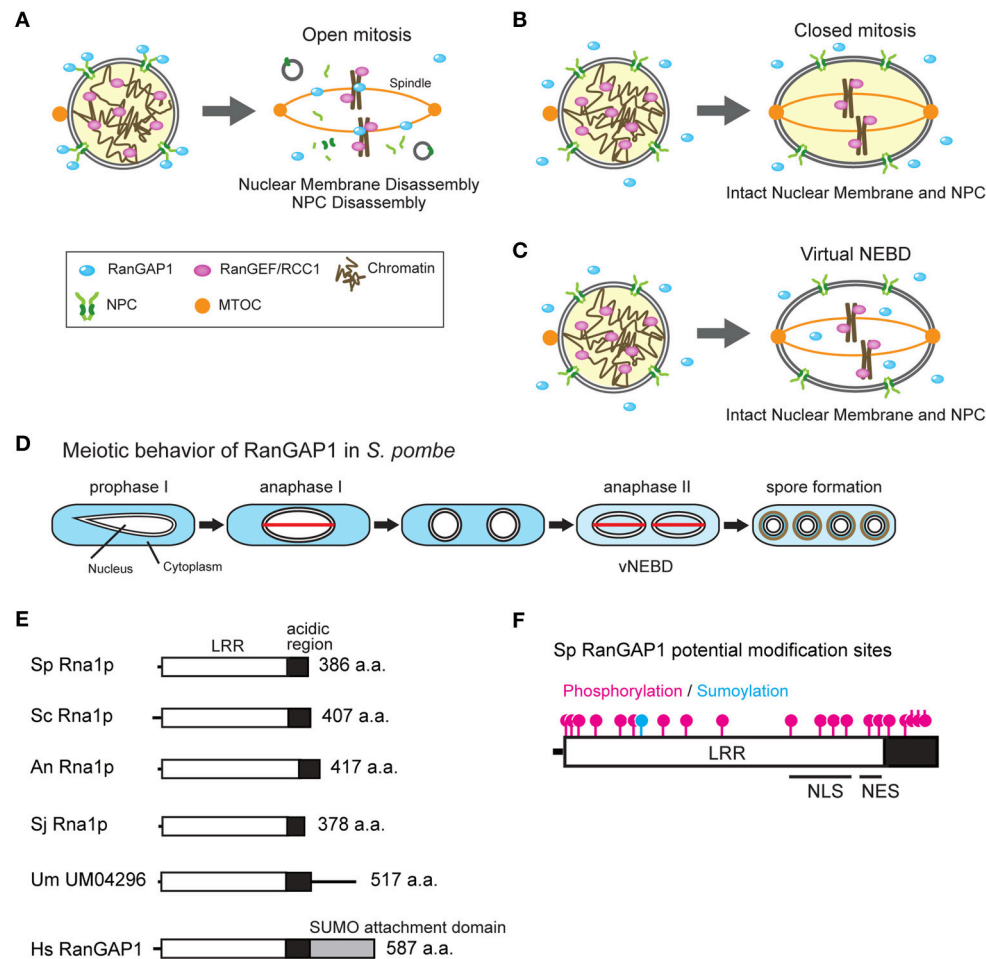 A
Open mitosis
Spindle
Nuclear Membrane Disassembly
NPC Disassembly
RanGAP1
RanGEF/RCC1
Chromatin
NPC
MTOC
B
Closed mitosis
Intact Nuclear Membrane and NPC
C
Virtual NEBD
Intact Nuclear Membrane and NPC
D
Meiotic behavior of RanGAP1 in S. pombe
prophase I
anaphase I
anaphase II
spore formation
Nucleus
Cytoplasm
vNEBD
E
LRR
acidic
region
Sp Rna1p
386 a.a.
Sc Rna1p
407 a.a.
An Rna1p
417 a.a.
Sj Rna1p
378 a.a.
Um UM04296
517 a.a.
SUMO attachment domain
Hs RanGAP1
587 a.a.
F
Sp RanGAP1 potential modification sites
Phosphorylation / Sumoylation
LRR
NLS
NES